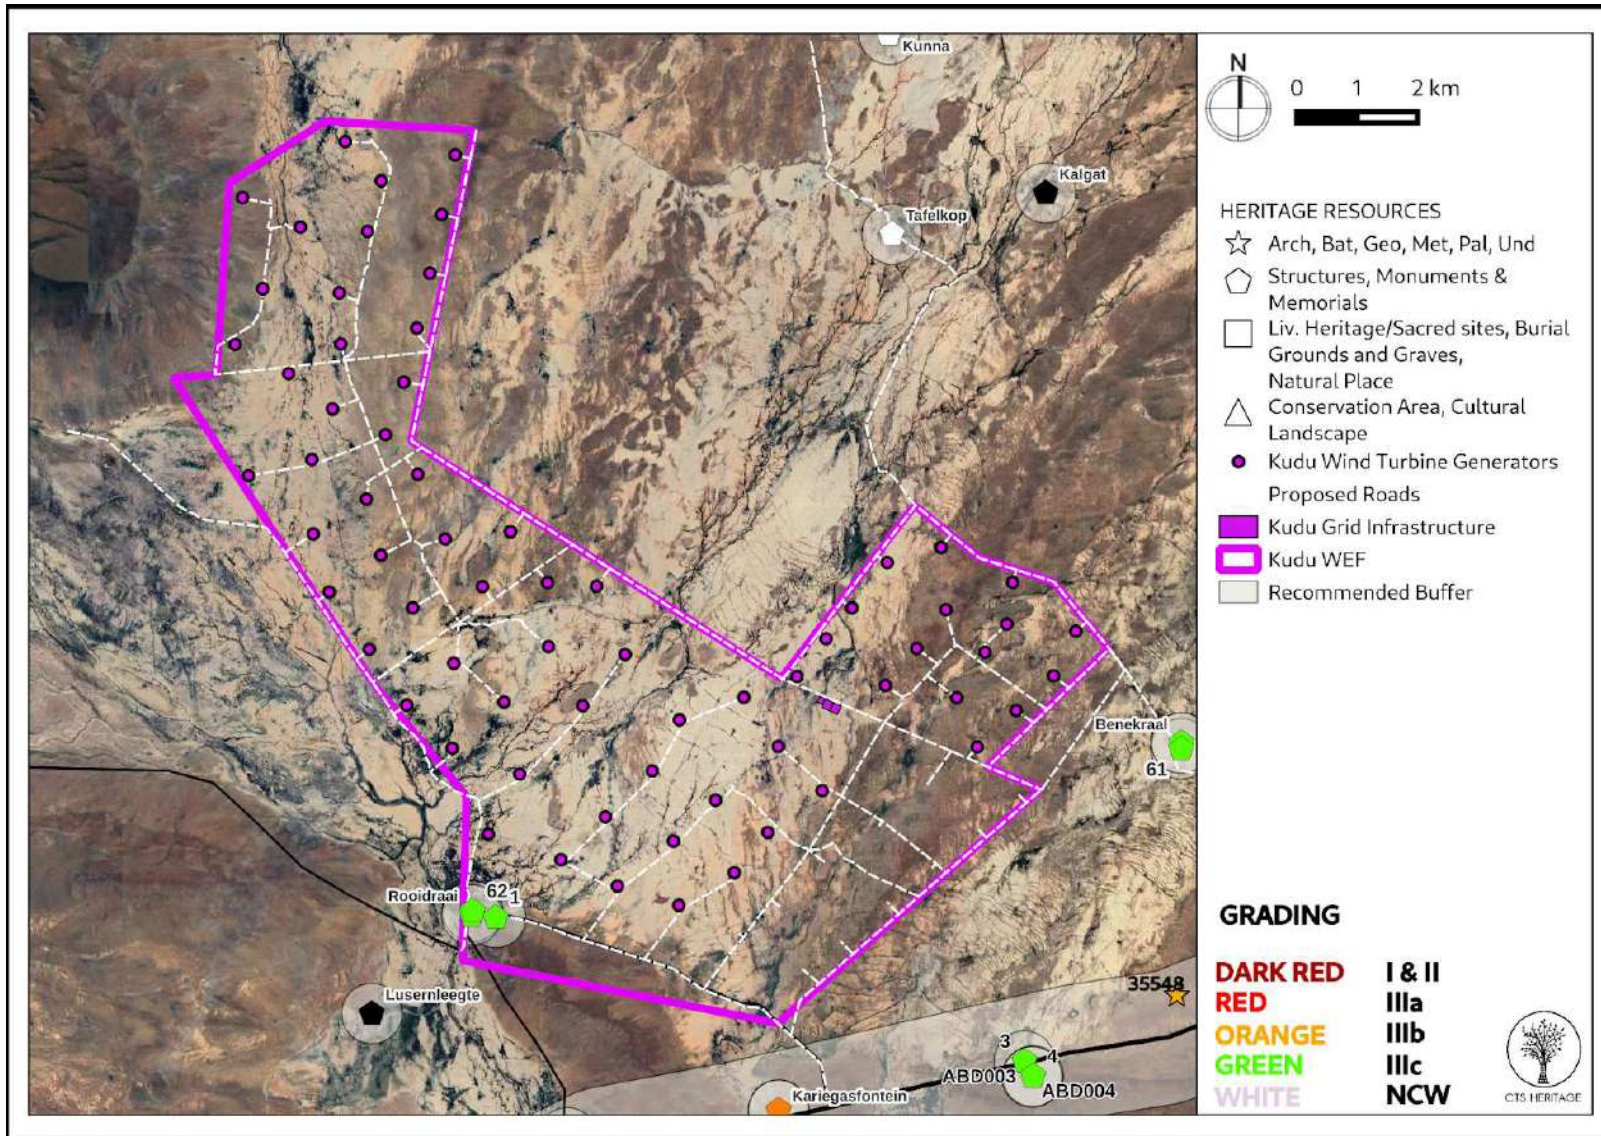 Kunna
Kalgat
Tafelkop
Benekraal
61
Rooidraai
62
1
Lusernleegte
35548
3
4
ABD003
ABD004
Kariegasfontein
N
0 1 2 km
HERITAGE RESOURCES
Arch, Bat, Geo, Met, Pal, Und
Structures, Monuments &
Memorials
Liv. Heritage/Sacred sites, Burial
Grounds and Graves,
Natural Place
Conservation Area, Cultural
Landscape
Kudu Wind Turbine Generators
Proposed Roads
Kudu Grid Infrastructure
Kudu WEF
Recommended Buffer
GRADING
DARK RED I & II
RED IIIa
ORANGE IIIb
GREEN IIIc
WHITE NCW
CTS HERITAGE